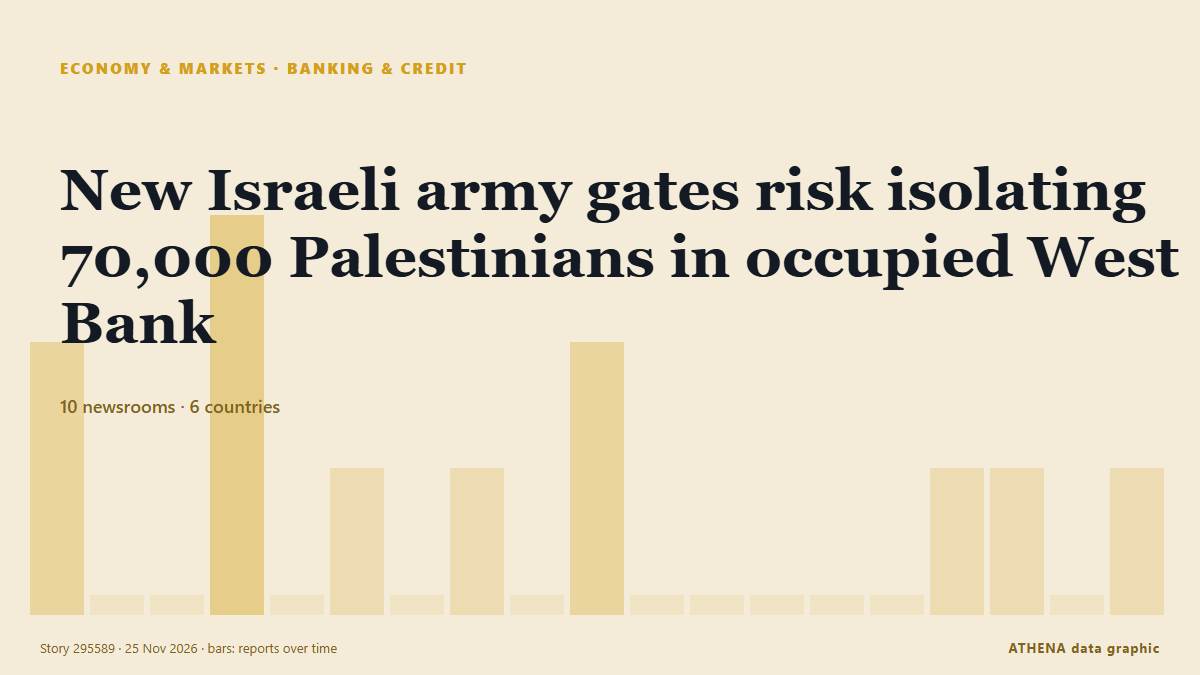 ECONOMY & MARKETS · BANKING & CREDIT
New Israeli army gates risk isolating
70,000 Palestinians in occupied West
Bank
10 newsrooms · 6 countries
Story 295589 · 25 Nov 2026 · bars: reports over time
ATHENA data graphic